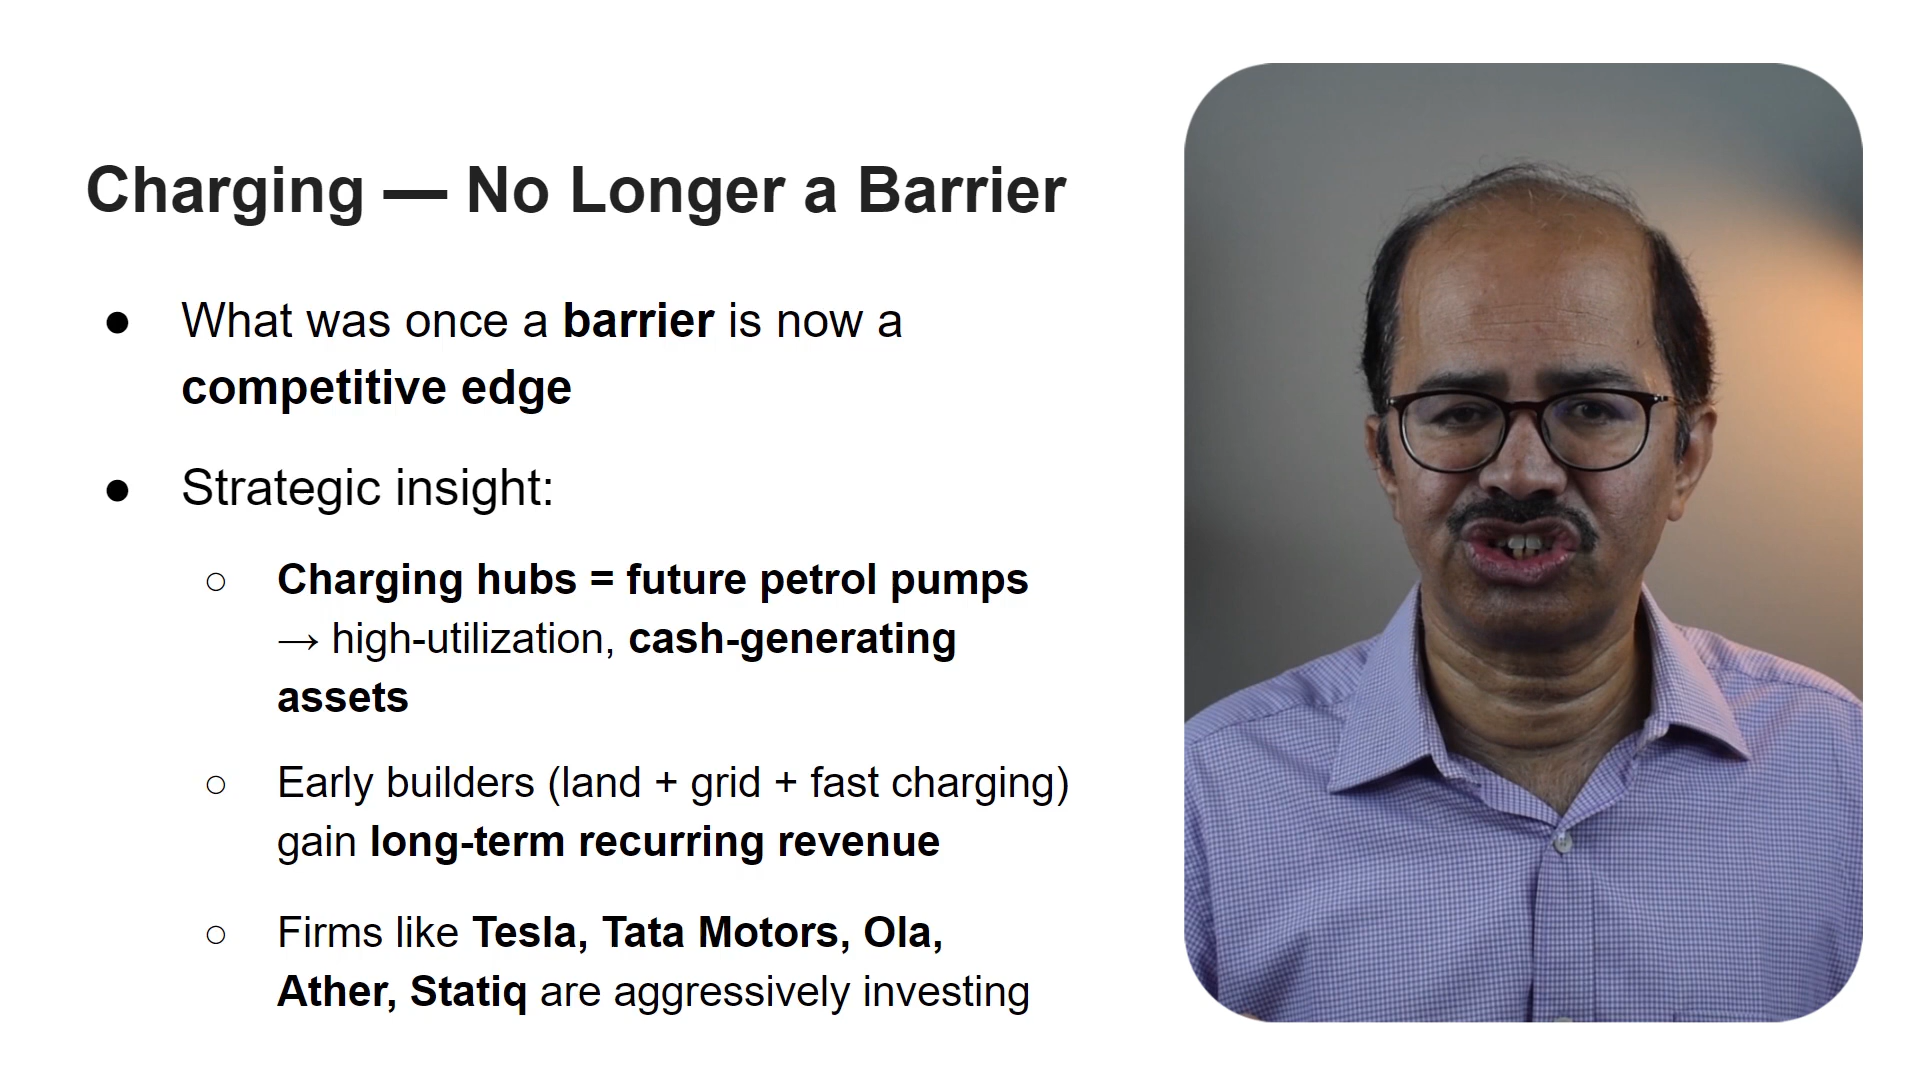 Charging — No Longer a Barrier
● What was once a barrier is now a
competitive edge
● Strategic insight:
○ Charging hubs = future petrol pumps
→ high-utilization, cash-generating
assets
○ Early builders (land + grid + fast charging)
gain long-term recurring revenue
○ Firms like Tesla, Tata Motors, Ola,
Ather, Statiq are aggressively investing